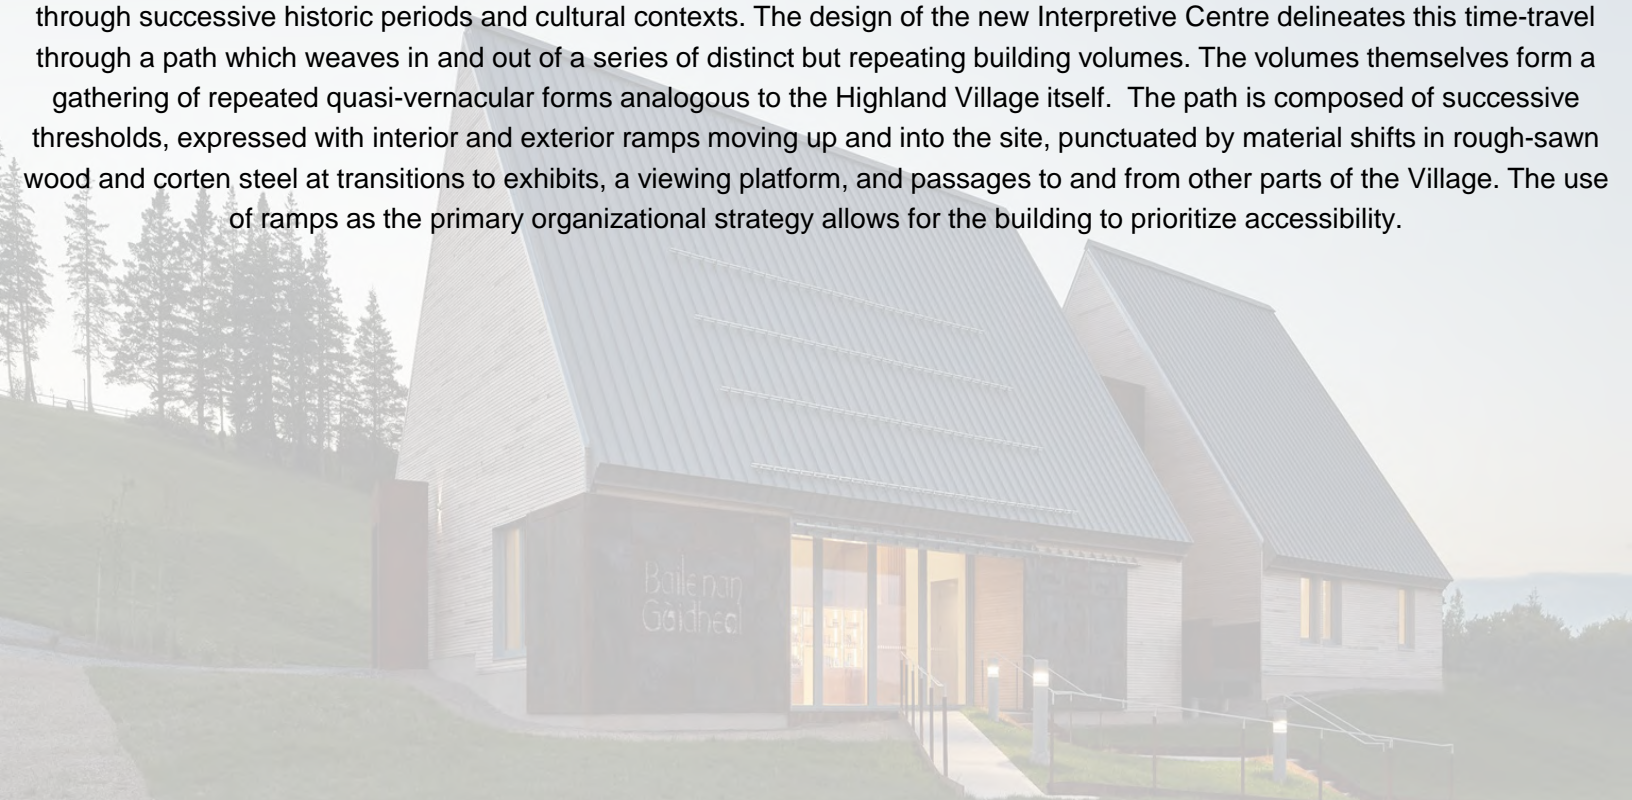 through successive historic periods and cultural contexts. The design of the new Interpretive Centre delineates this time-travel
through a path which weaves in and out of a series of distinct but repeating building volumes. The volumes themselves form a
gathering of repeated quasi-vernacular forms analogous to the Highland Village itself.  The path is composed of successive
thresholds, expressed with interior and exterior ramps moving up and into the site, punctuated by material shifts in rough-sawn
wood and corten steel at transitions to exhibits, a viewing platform, and passages to and from other parts of the Village. The use
of ramps as the primary organizational strategy allows for the building to prioritize accessibility.
Baile nan
Gàidheal